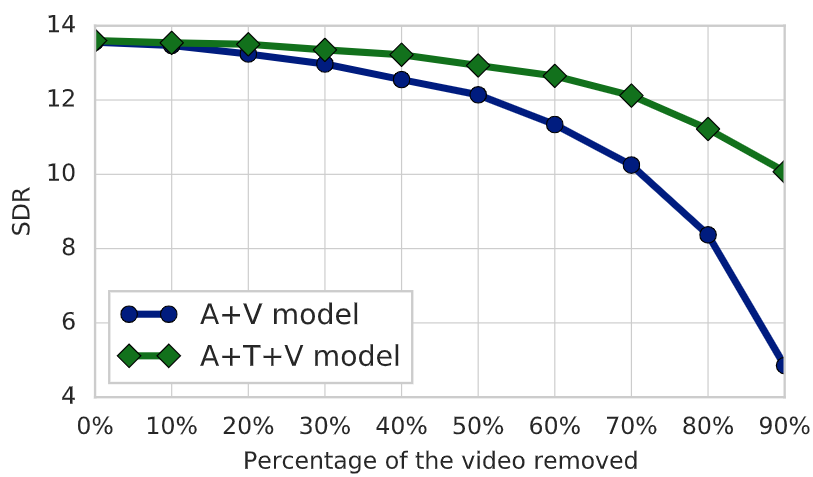 14
12
10
8
6
4
SDR
A+V model
A+T+V model
0% 10% 20% 30% 40% 50% 60% 70% 80% 90%
Percentage of the video removed